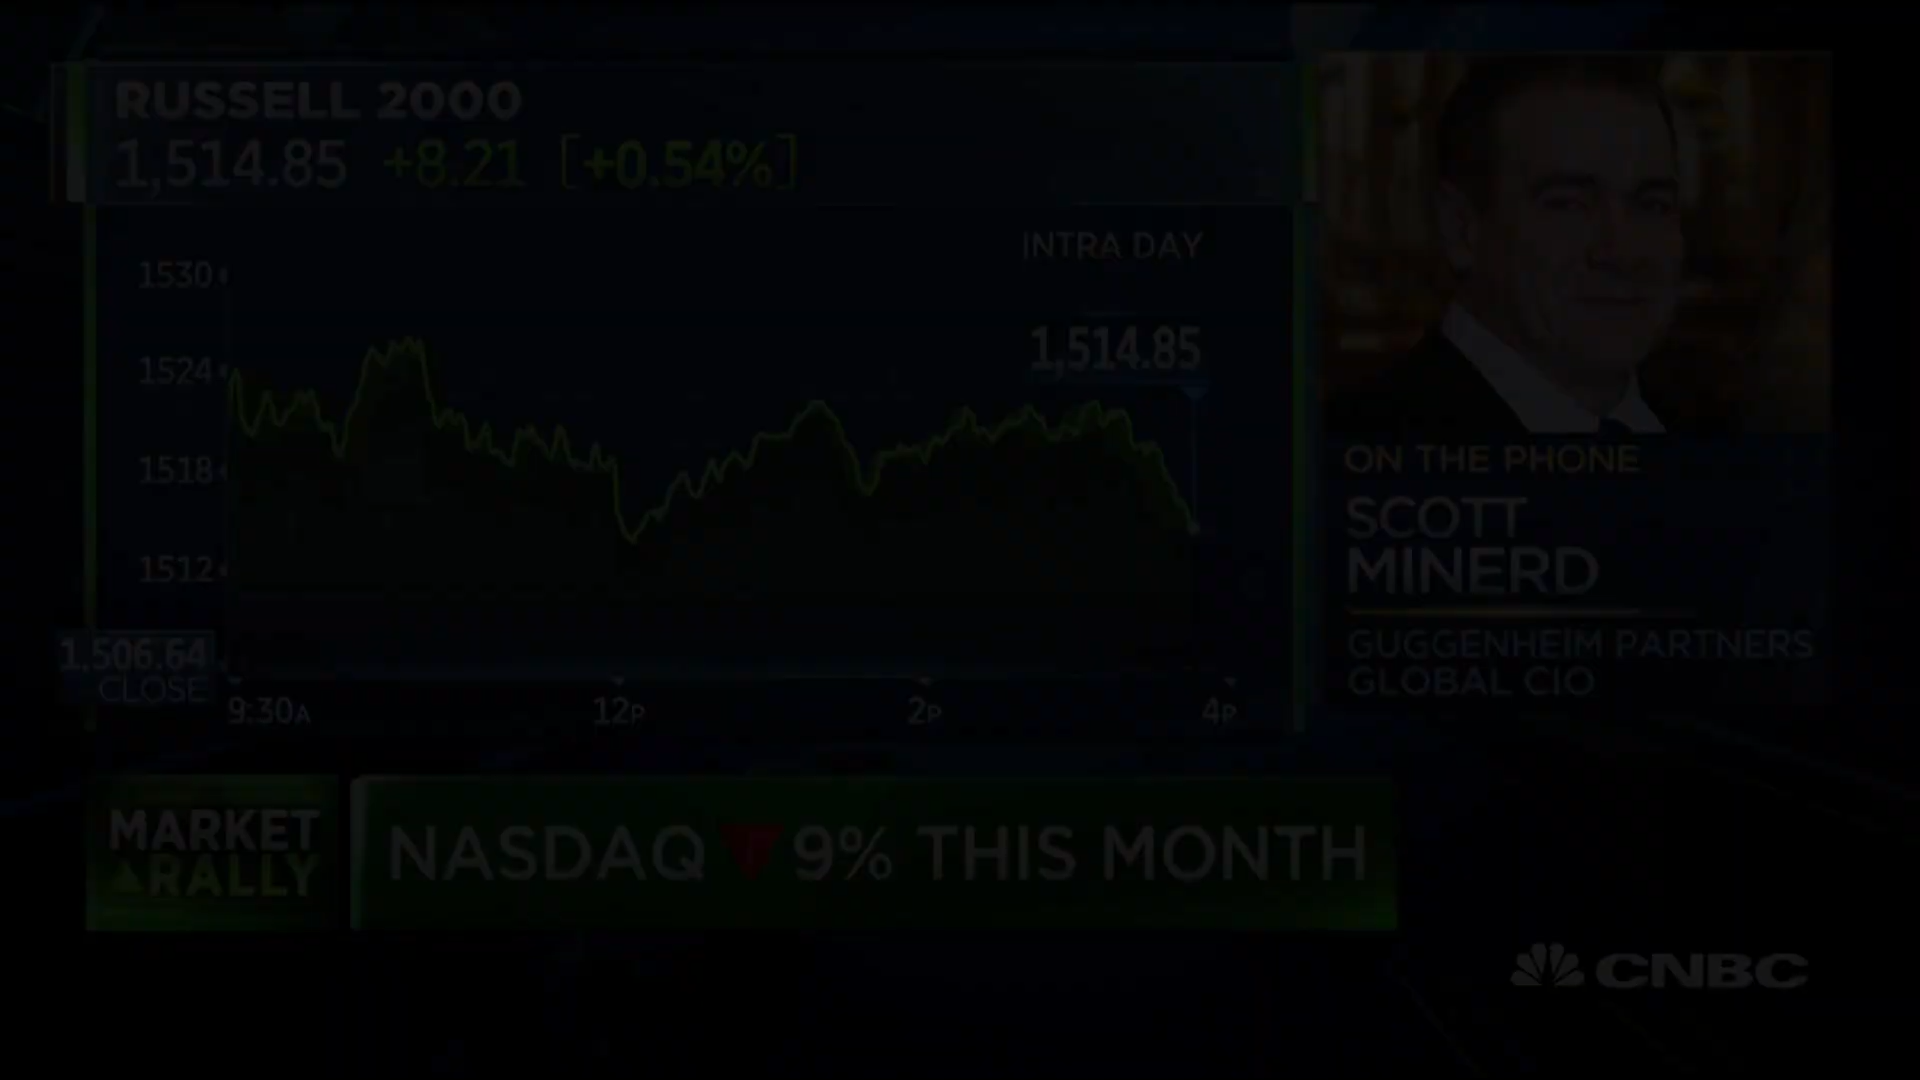 RUSSELL 2000
1,514.85 +8.21 [+0.54%]
INTRA DAY
1530
1,514.85
1524
1518
1512
1,506.64
CLOSE
9:30A 12P 2P 4P
ON THE PHONE
SCOTT
MINERD
GUGGENHEIM PARTNERS
GLOBAL CIO
MARKET
▲RALLY
NASDAQ ▼ 9% THIS MONTH
CNBC